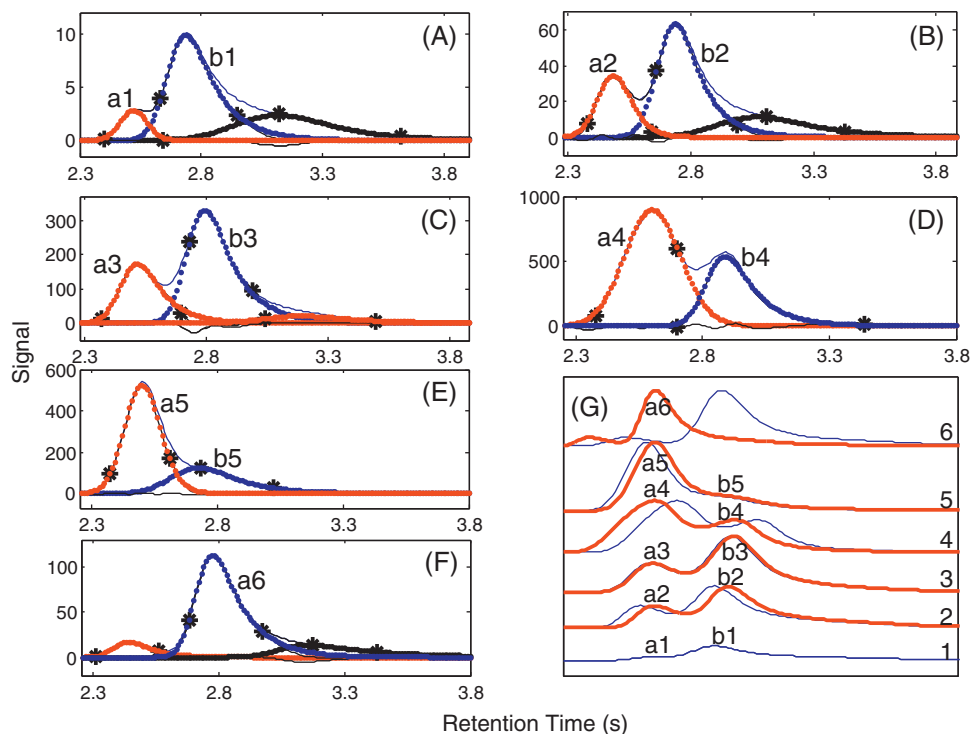 (A)
10
5
0
a1
b1
2.3
2.8
3.3
3.8
(B)
60
40
20
0
a2
b2
2.3
2.8
3.3
3.8
(C)
300
200
100
0
a3
b3
2.3
2.8
3.3
3.8
(D)
1000
500
0
a4
b4
2.3
2.8
3.3
3.8
(E)
600
400
200
0
a5
b5
2.3
2.8
3.3
3.8
(F)
100
50
0
a6
2.3
2.8
3.3
3.8
(G)
a6
6
a5
b5
5
a4
b4
4
a3
b3
3
a2
b2
2
a1
b1
1
Signal
Retention Time (s)